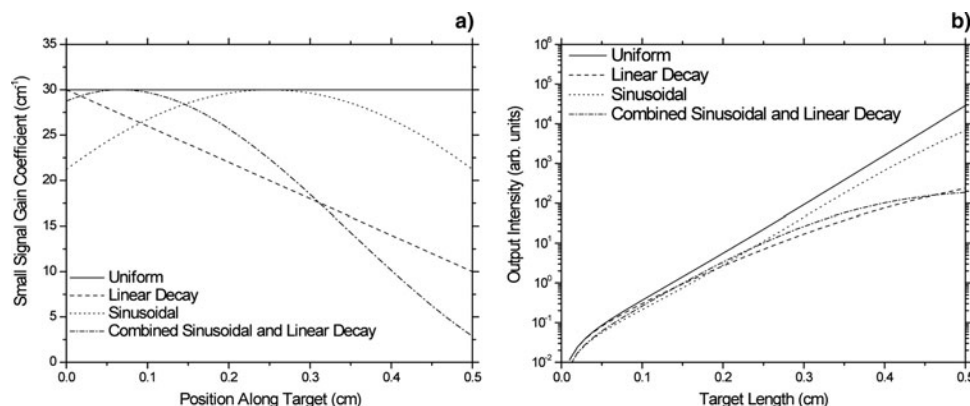 a)
35
30
25
20
15
10
5
0
Small Signal Gain Coefficient (cm⁻¹)
Uniform
Linear Decay
Sinusoidal
Combined Sinusoidal and Linear Decay
0.0 0.1 0.2 0.3 0.4 0.5
Position Along Target (cm)
b)
10⁶
10⁵
10⁴
10³
10²
10¹
10⁰
10⁻¹
10⁻²
Output Intensity (arb. units)
Uniform
Linear Decay
Sinusoidal
Combined Sinusoidal and Linear Decay
0.0 0.1 0.2 0.3 0.4 0.5
Target Length (cm)